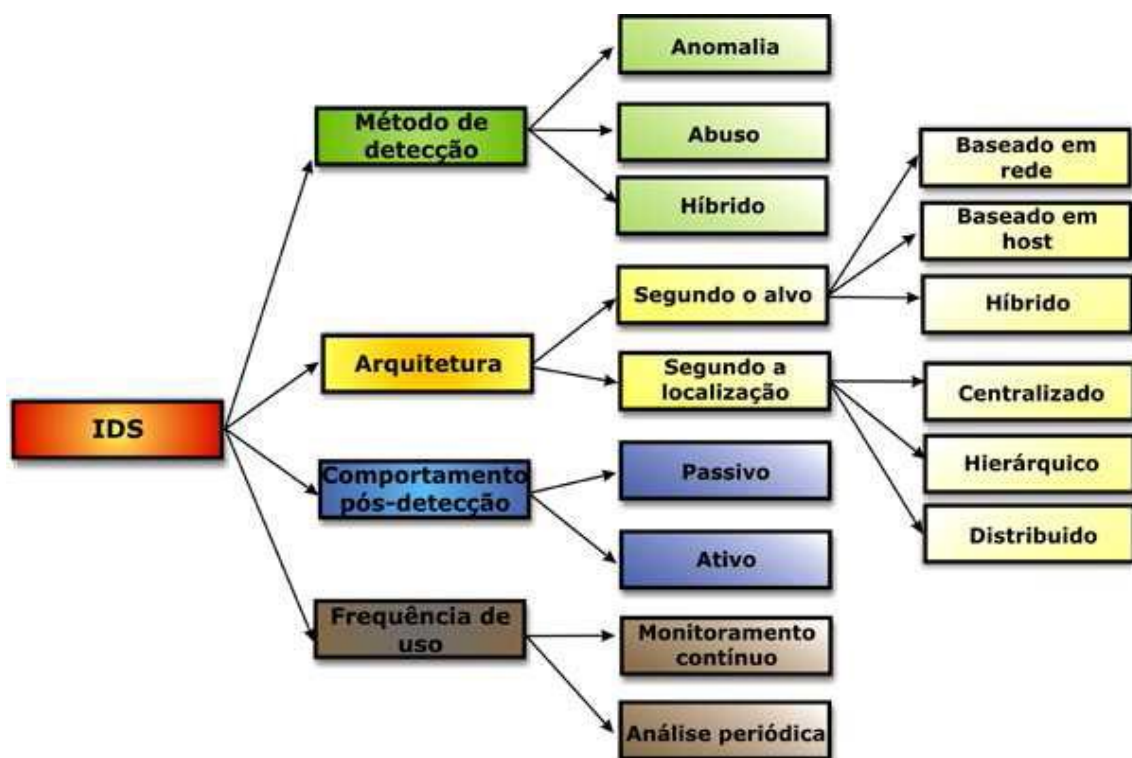 IDS
Método de
detecção
Anomalia
Abuso
Híbrido
Arquitetura
Segundo o alvo
Baseado em
rede
Baseado em
host
Híbrido
Segundo a
localização
Centralizado
Hierárquico
Distribuido
Comportamento
pós-detecção
Passivo
Ativo
Frequência de
uso
Monitoramento
contínuo
Análise periódica